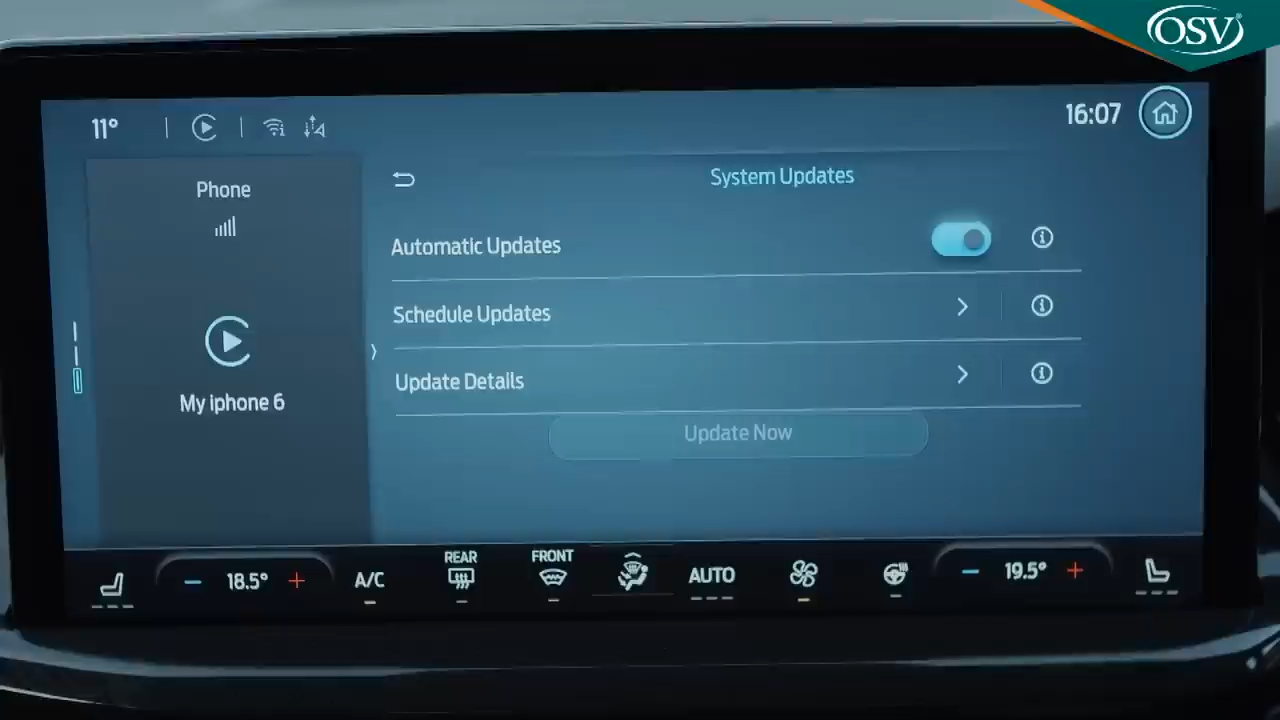 OSV
11°
16:07
Phone
System Updates
Automatic Updates
Schedule Updates
Update Details
My iphone 6
Update Now
− 18.5° +
A/C
REAR
FRONT
AUTO
− 19.5° +